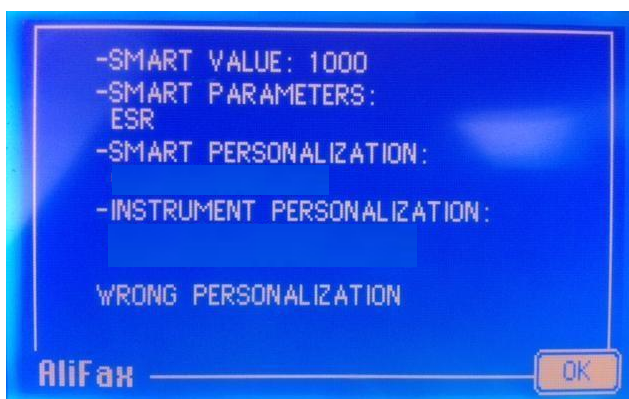 -SMART VALUE: 1000
-SMART PARAMETERS:
ESR
-SMART PERSONALIZATION:
-INSTRUMENT PERSONALIZATION:
WRONG PERSONALIZATION
AliFax
OK